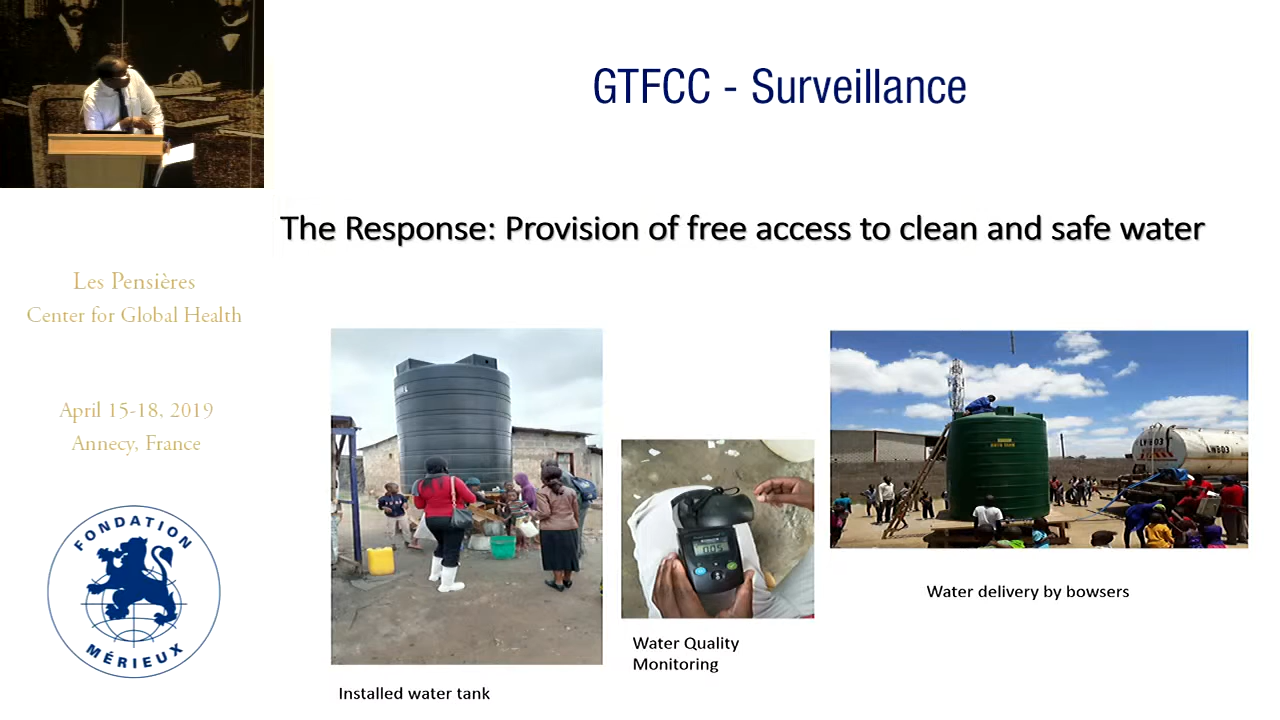 GTFCC - Surveillance
The Response: Provision of free access to clean and safe water
Les Pensières
Center for Global Health
April 15-18, 2019
Annecy, France
FONDATION
MÉRIEUX
Installed water tank
Water Quality
Monitoring
Water delivery by bowsers